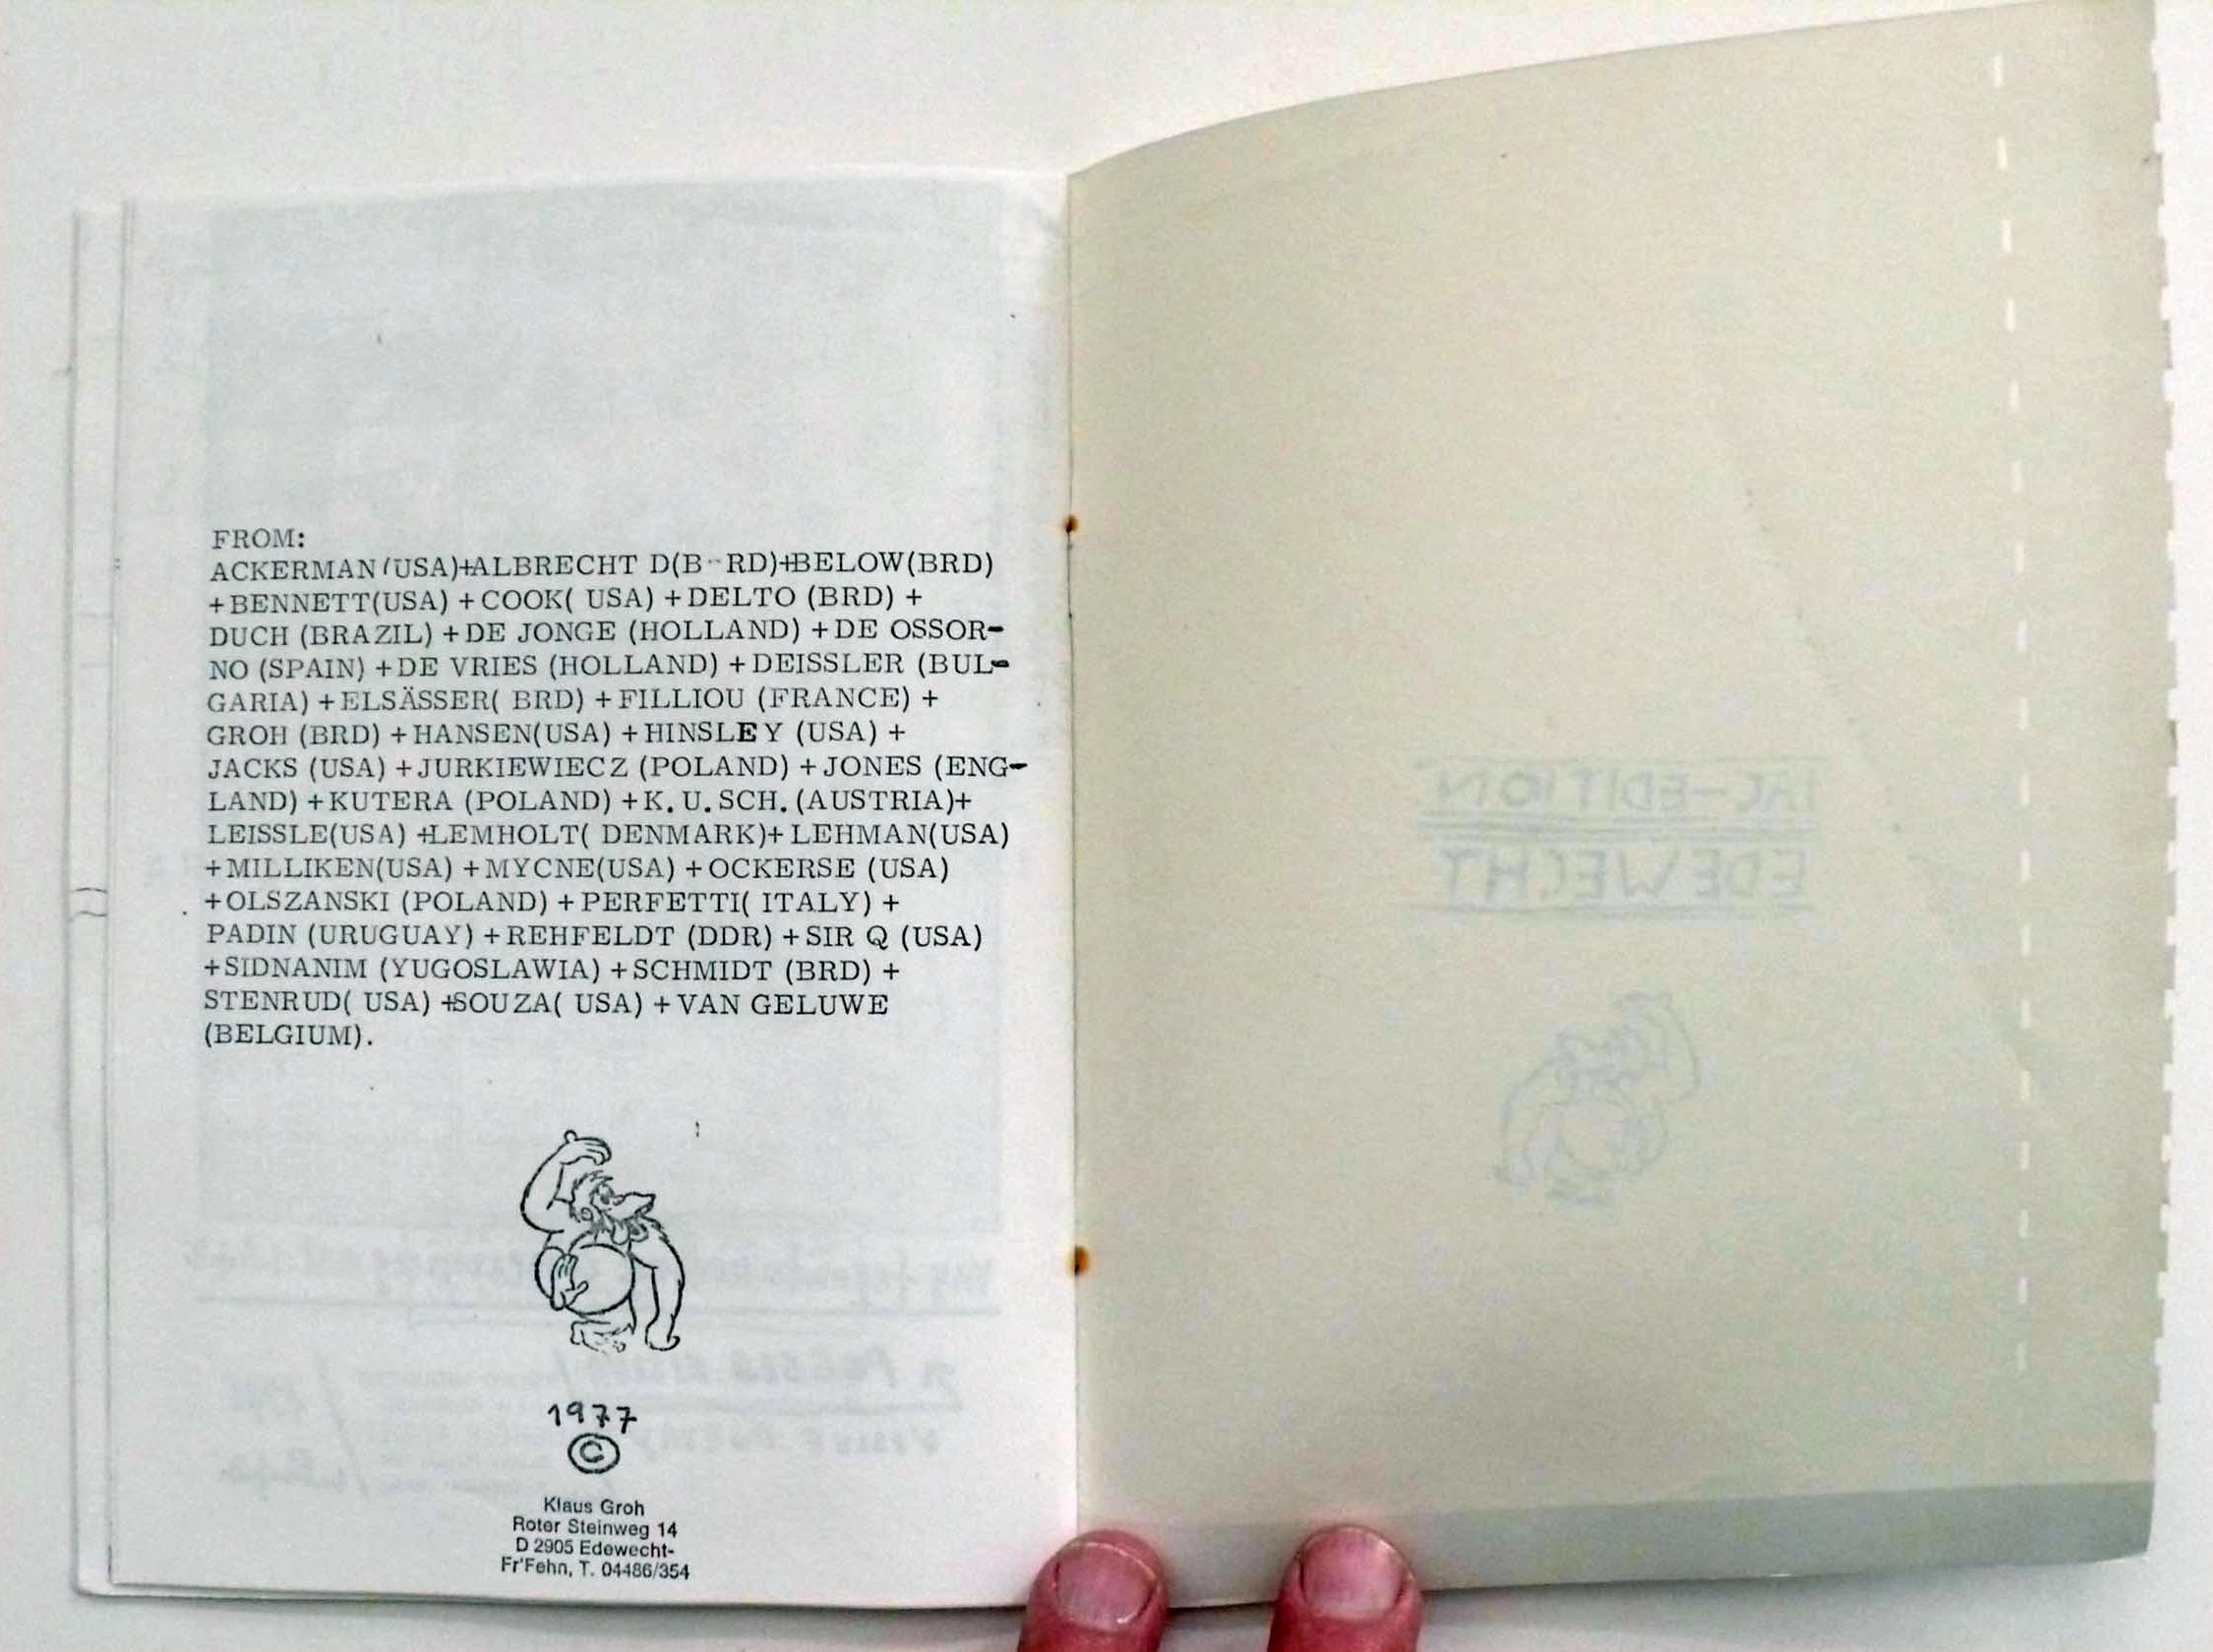 FROM:
ACKERMAN (USA)+ALBRECHT D(B--RD)+BELOW(BRD)
+BENNETT(USA) +COOK( USA) +DELTO (BRD) +
DUCH (BRAZIL) +DE JONGE (HOLLAND) +DE OSSOR-
NO (SPAIN) +DE VRIES (HOLLAND) +DEISSLER (BUL-
GARIA) +ELSÄSSER( BRD) +FILLIOU (FRANCE) +
GROH (BRD) +HANSEN(USA) +HINSLEY (USA) +
JACKS (USA) +JURKIEWIECZ (POLAND) +JONES (ENG-
LAND) +KUTERA (POLAND) +K.U.SCH.(AUSTRIA)+
LEISSLE(USA) +LEMHOLT( DENMARK)+ LEHMAN(USA)
+MILLIKEN(USA) +MYCNE(USA) +OCKERSE (USA)
+OLSZANSKI (POLAND) +PERFETTI( ITALY) +
PADIN (URUGUAY) +REHFELDT (DDR) +SIR Q (USA)
+SIDNANIM (YUGOSLAWIA) +SCHMIDT (BRD) +
STENRUD( USA) +SOUZA( USA) +VAN GELUWE
(BELGIUM).
1977
©
Klaus Groh
Roter Steinweg 14
D 2905 Edewecht-
Fr'Fehn, T. 04486/354
IAC-EDITION
EDEWECHT